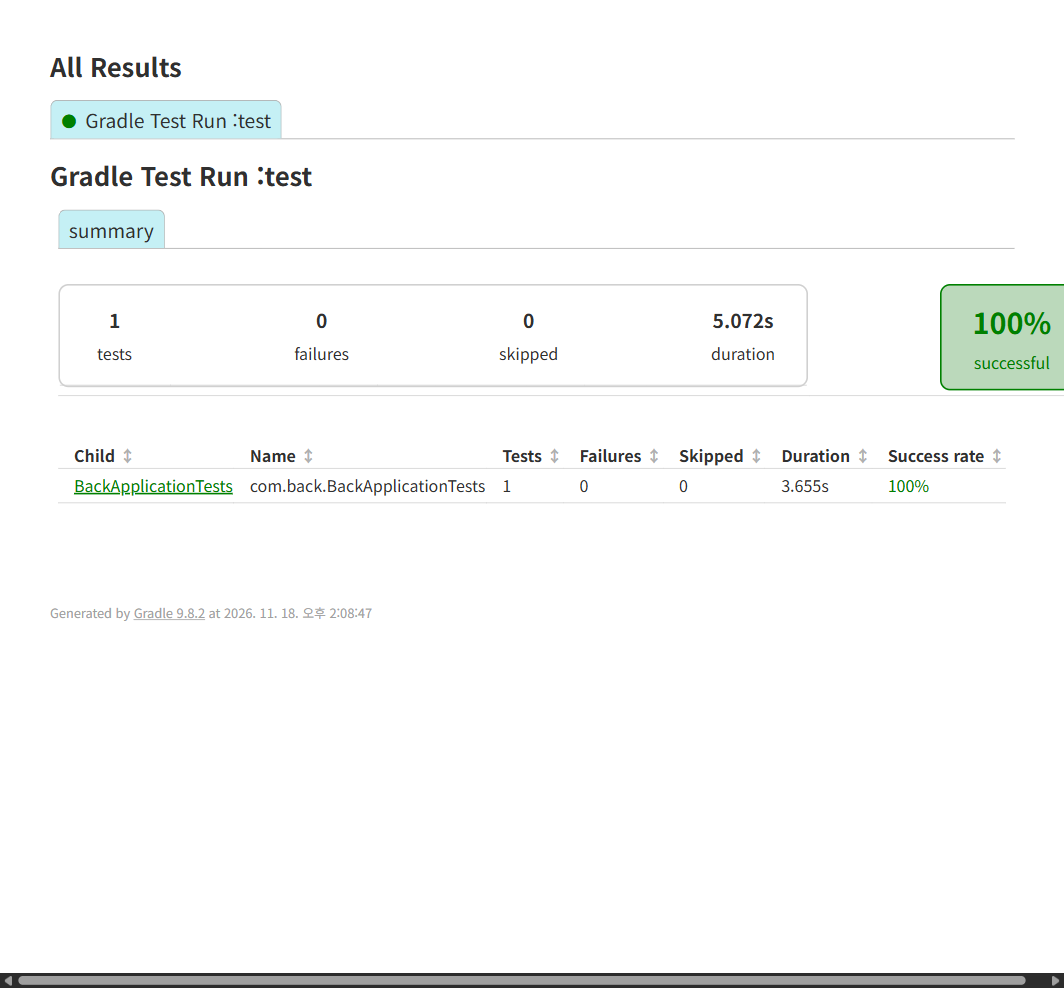 All Results
Gradle Test Run :test
Gradle Test Run :test
summary
1 0 0 5.072s 100%
tests failures skipped duration successful
Child Name Tests Failures Skipped Duration Success rate
BackApplicationTests com.back.BackApplicationTests 1 0 0 3.655s 100%
Generated by Gradle 9.8.2 at 2026. 11. 18. 오후 2:08:47